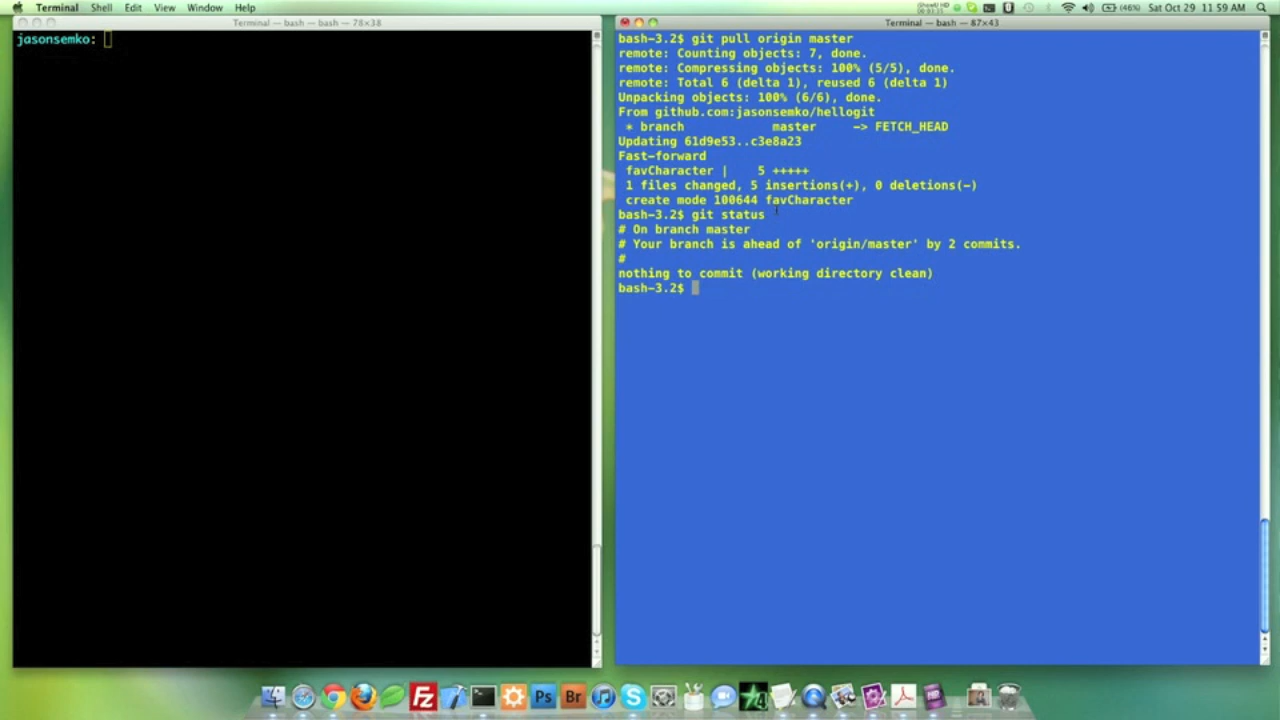 Terminal Shell Edit View Window Help
(46%) Sat Oct 29 11:59 AM
Terminal — bash — bash — 78×38
jasonsemko:
Terminal — bash — 87×43
bash-3.2$ git pull origin master
remote: Counting objects: 7, done.
remote: Compressing objects: 100% (5/5), done.
remote: Total 6 (delta 1), reused 6 (delta 1)
Unpacking objects: 100% (6/6), done.
From github.com:jasonsemko/hellogit
* branch master -> FETCH_HEAD
Updating 61d9e53..c3e8a23
Fast-forward
favCharacter | 5 +++++
1 files changed, 5 insertions(+), 0 deletions(-)
create mode 100644 favCharacter
bash-3.2$ git status
# On branch master
# Your branch is ahead of 'origin/master' by 2 commits.
#
nothing to commit (working directory clean)
bash-3.2$
Fz Ps Br